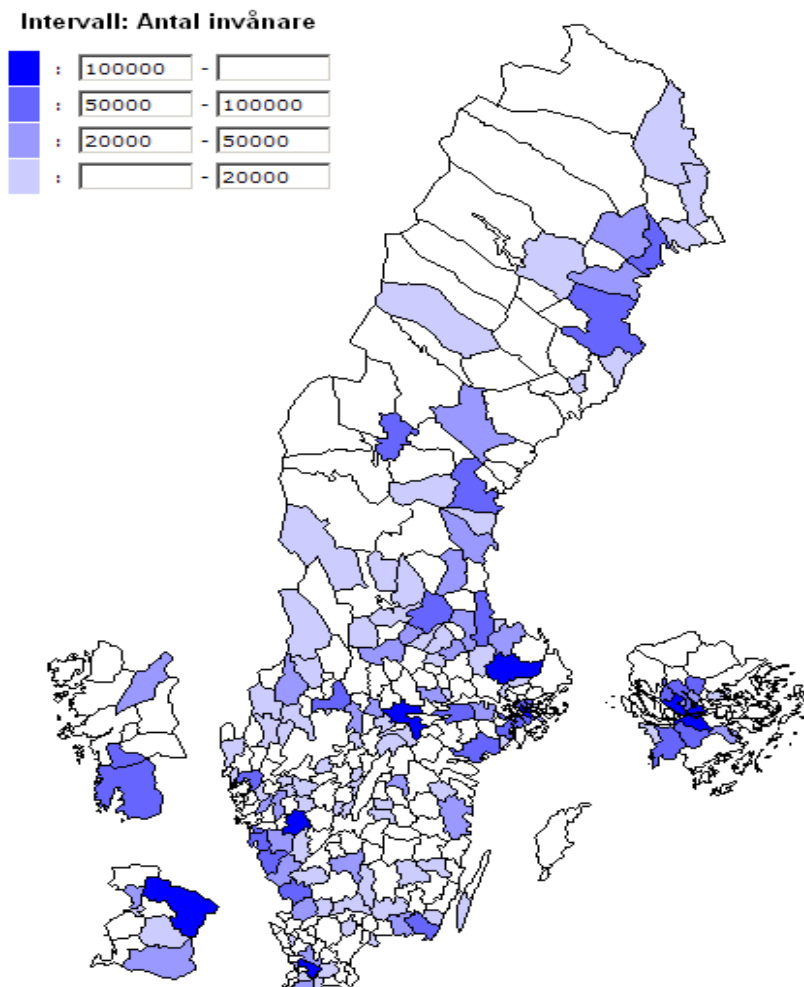 Intervall: Antal invånare
: 100000 -
: 50000 - 100000
: 20000 - 50000
: - 20000